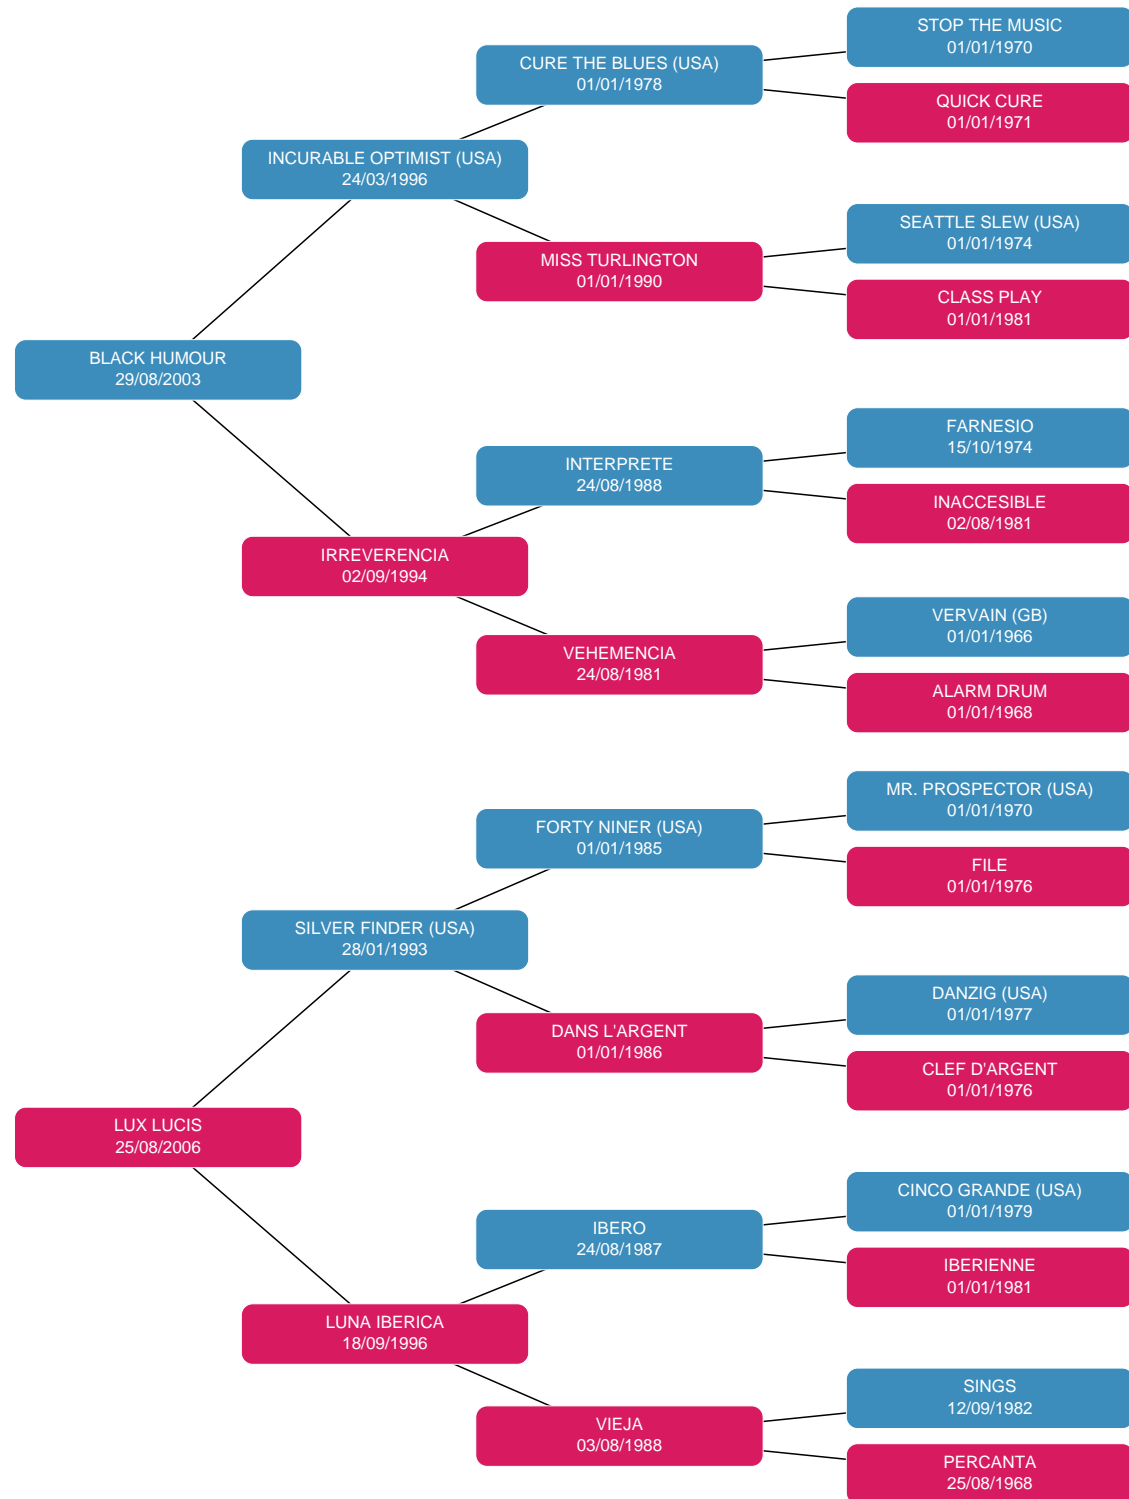 STOP THE MUSIC
01/01/1970
CURE THE BLUES (USA)
01/01/1978
QUICK CURE
01/01/1971
INCURABLE OPTIMIST (USA)
24/03/1996
SEATTLE SLEW (USA)
01/01/1974
MISS TURLINGTON
01/01/1990
CLASS PLAY
01/01/1981
BLACK HUMOUR
29/08/2003
FARNESIO
15/10/1974
INTERPRETE
24/08/1988
INACCESIBLE
02/08/1981
IRREVERENCIA
02/09/1994
VERVAIN (GB)
01/01/1966
VEHEMENCIA
24/08/1981
ALARM DRUM
01/01/1968
MR. PROSPECTOR (USA)
01/01/1970
FORTY NINER (USA)
01/01/1985
FILE
01/01/1976
SILVER FINDER (USA)
28/01/1993
DANZIG (USA)
01/01/1977
DANS L'ARGENT
01/01/1986
CLEF D'ARGENT
01/01/1976
LUX LUCIS
25/08/2006
CINCO GRANDE (USA)
01/01/1979
IBERO
24/08/1987
IBERIENNE
01/01/1981
LUNA IBERICA
18/09/1996
SINGS
12/09/1982
VIEJA
03/08/1988
PERCANTA
25/08/1968